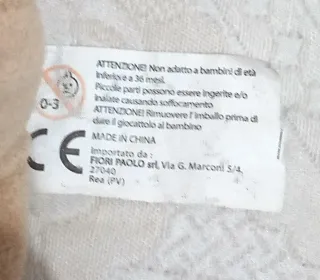 ATTENZIONE! Non adatto a bambini di età
inferiore a 36 mesi.
Piccole parti possono essere ingerite e/o
inalate causando soffocamento
ATTENZIONE! Rimuovere l'imballo prima di
dare il giocattolo al bambino
0-3
CE
MADE IN CHINA
Importato da :
FIORI PAOLO srl, Via G. Marconi 5/4,
27040
Rea (PV)